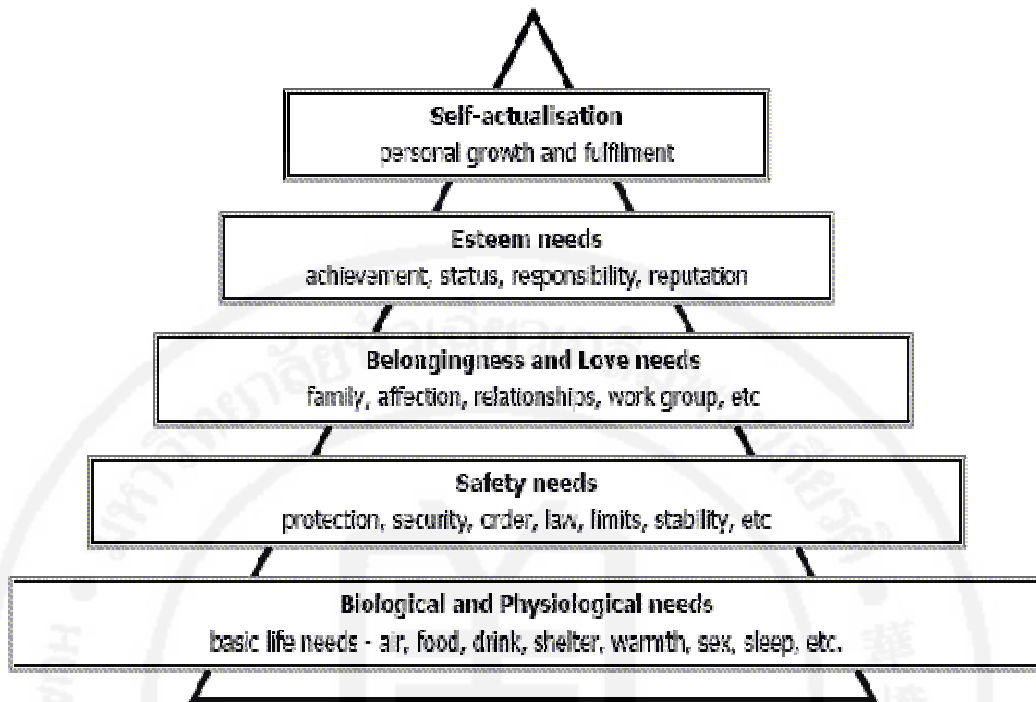 Self-actualisation
personal growth and fulfilment
Esteem needs
achievement, status, responsibility, reputation
Belongingness and Love needs
family, affection, relationships, work group, etc
Safety needs
protection, security, order, law, limits, stability, etc
Biological and Physiological needs
basic life needs - air, food, drink, shelter, warmth, sex, sleep, etc.